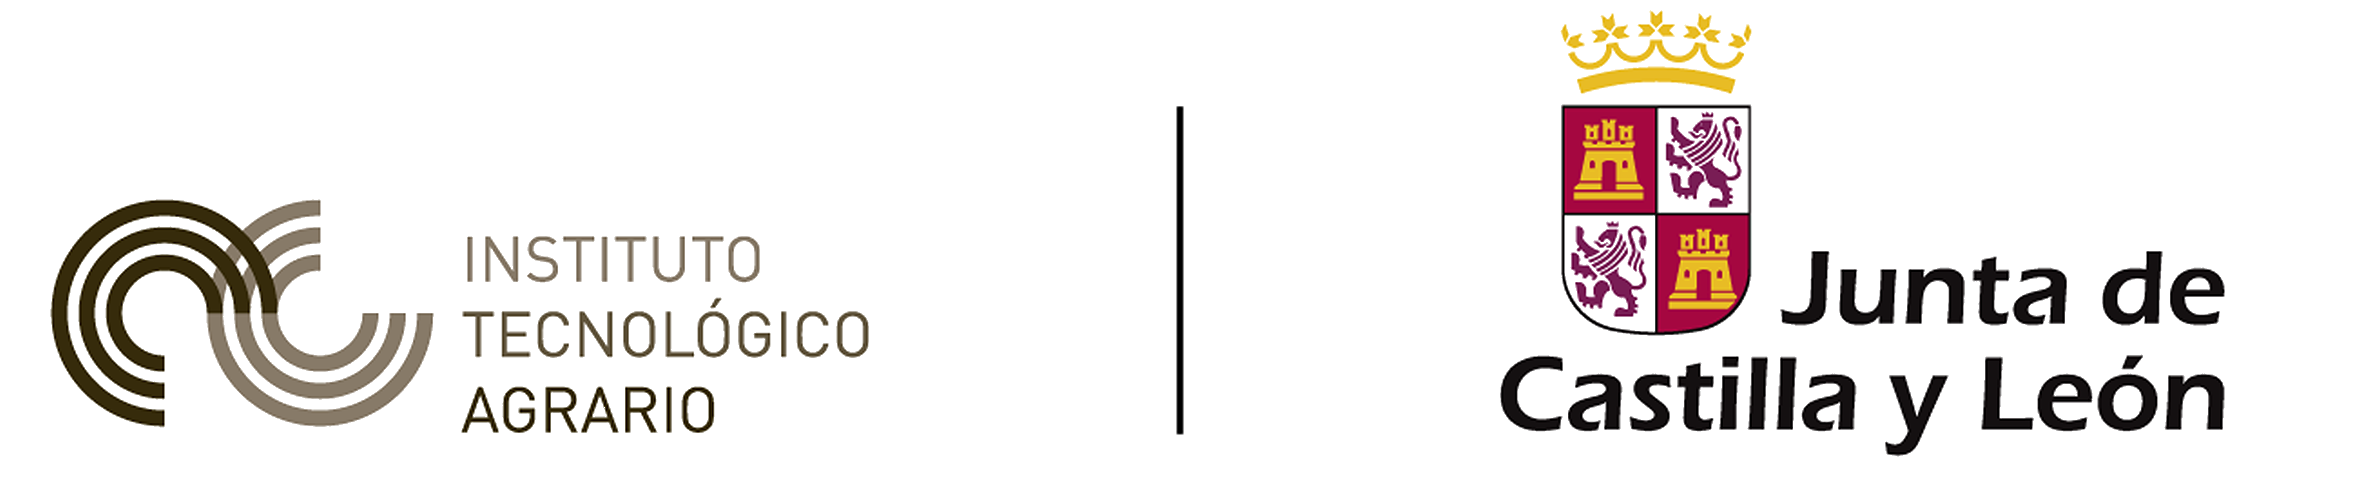 INSTITUTO
TECNOLÓGICO
AGRARIO
Junta de
Castilla y León